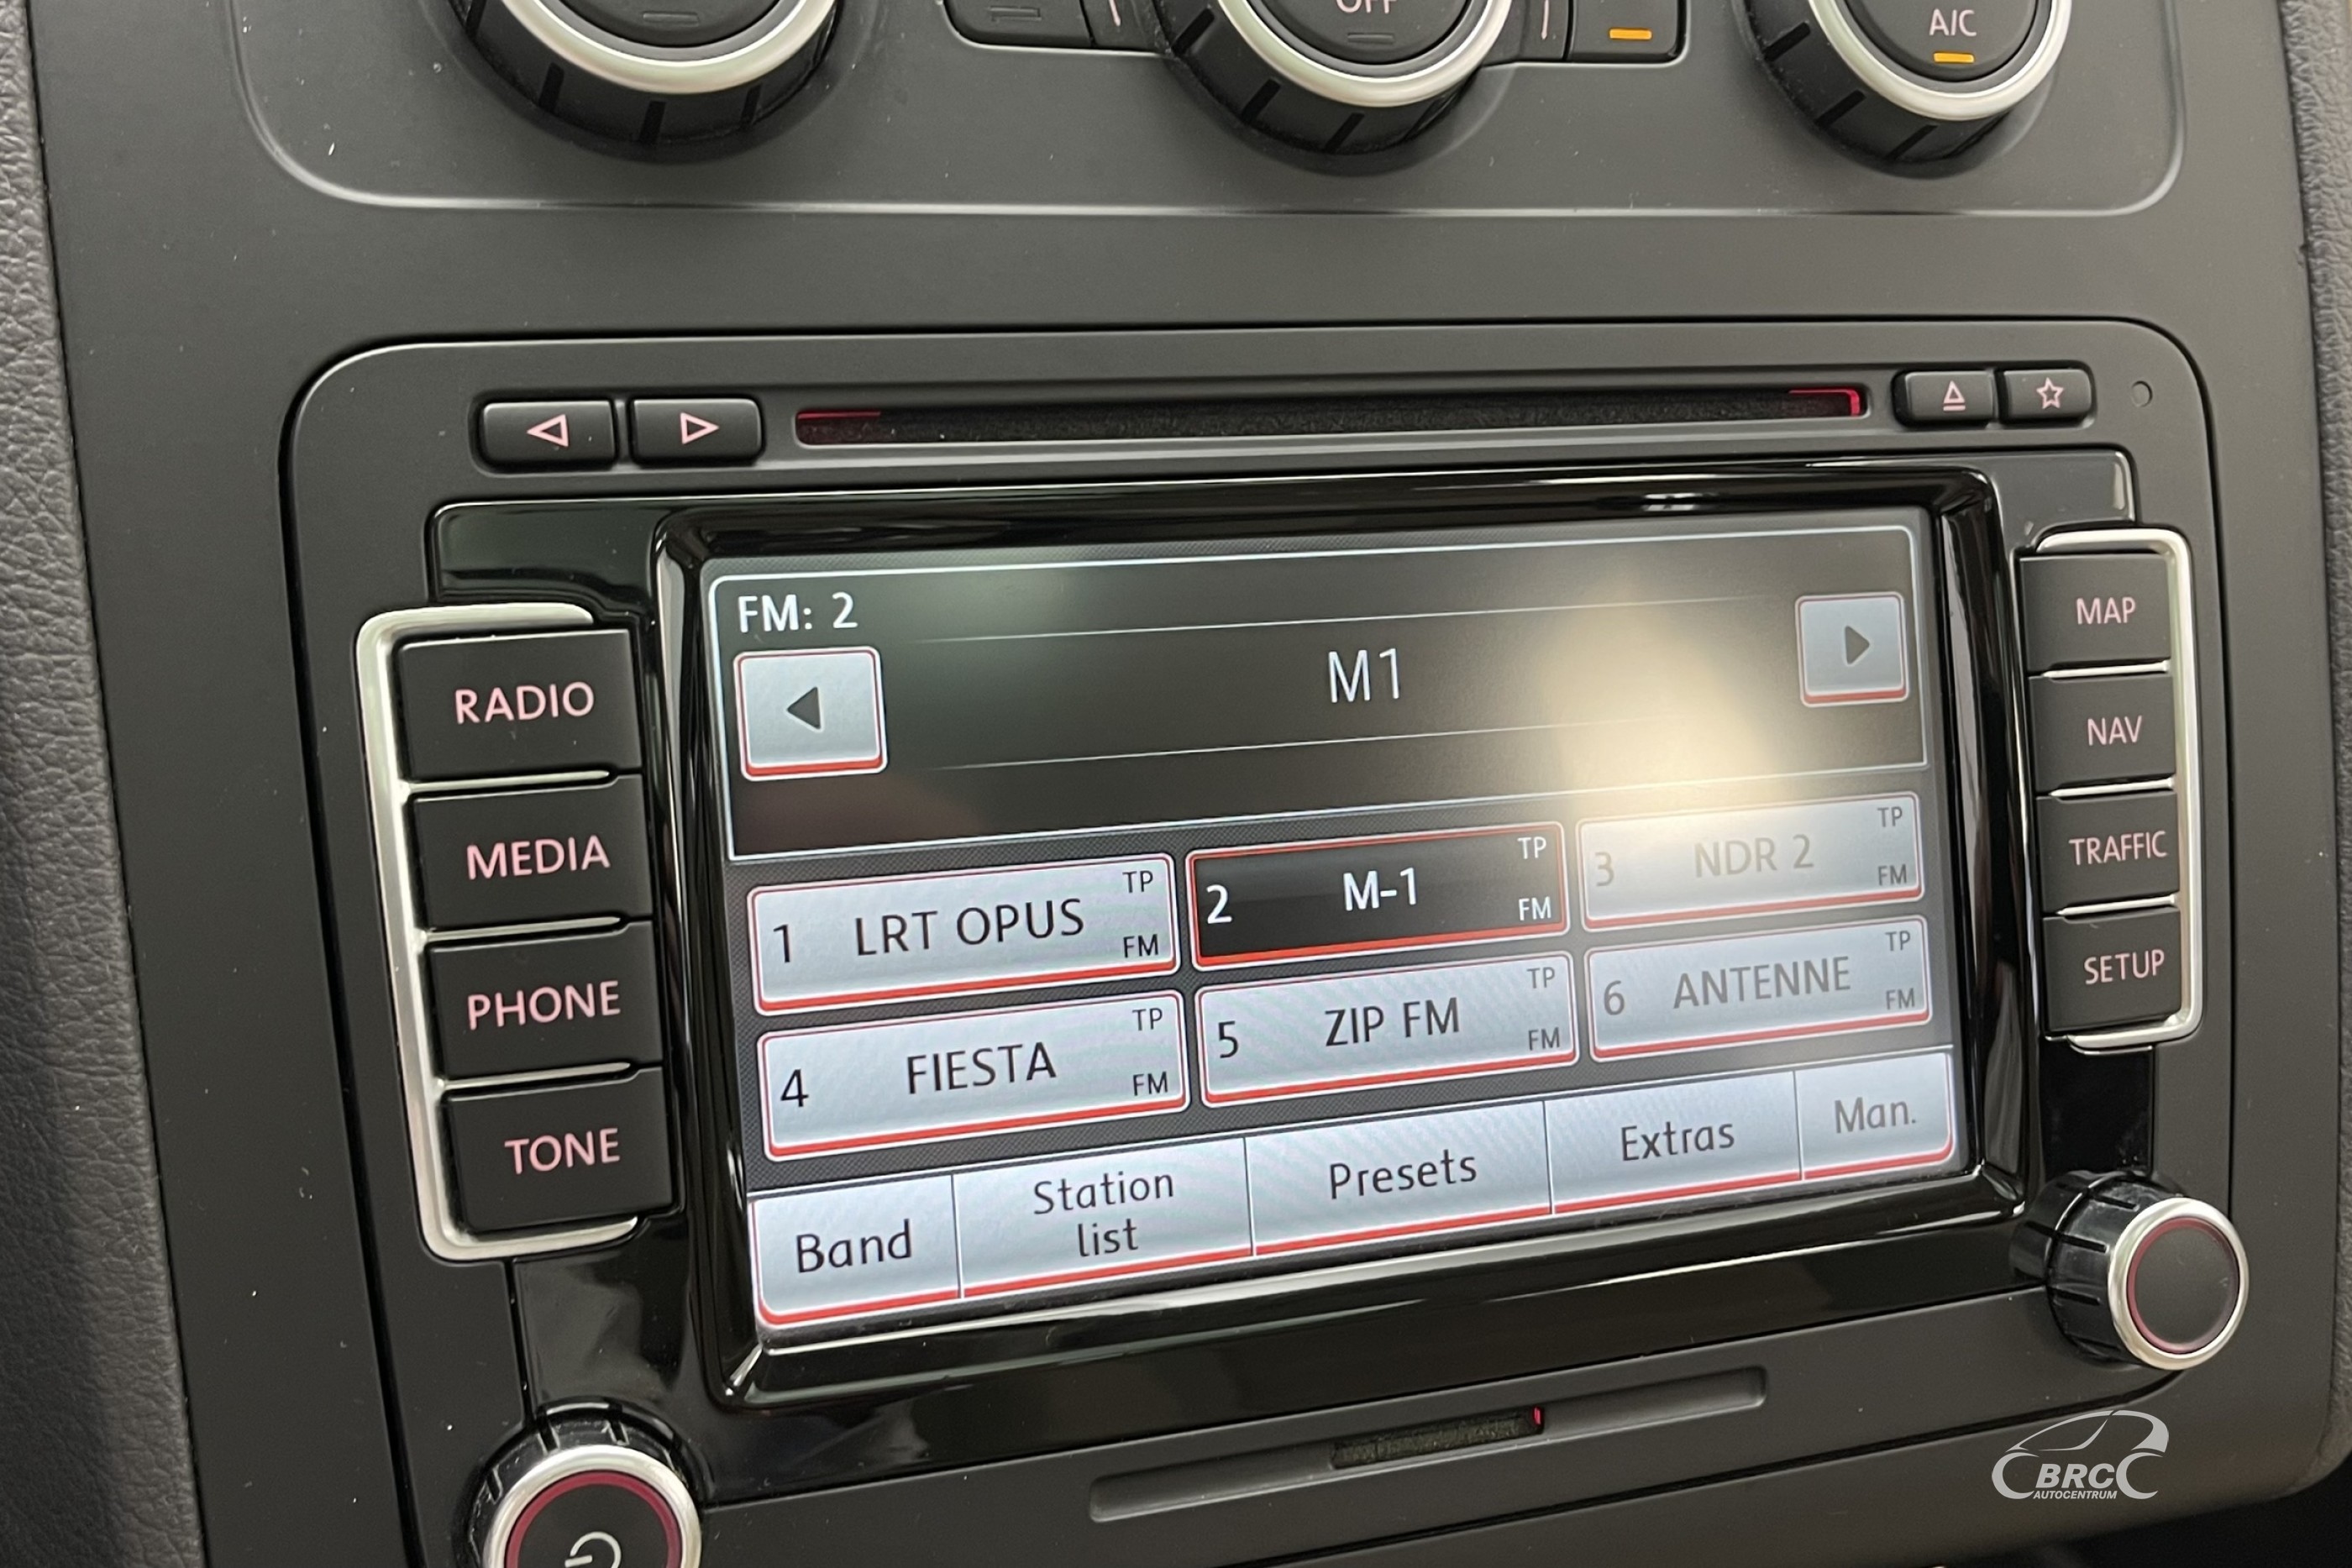 OFF
A/C
FM: 2
M1
RADIO
MEDIA
PHONE
TONE
MAP
NAV
TRAFFIC
SETUP
1 LRT OPUS TP FM
2 M-1 TP FM
3 NDR 2 TP FM
4 FIESTA TP FM
5 ZIP FM TP FM
6 ANTENNE TP FM
Band
Station
list
Presets
Extras
Man.
BRC
AUTOCENTRUM